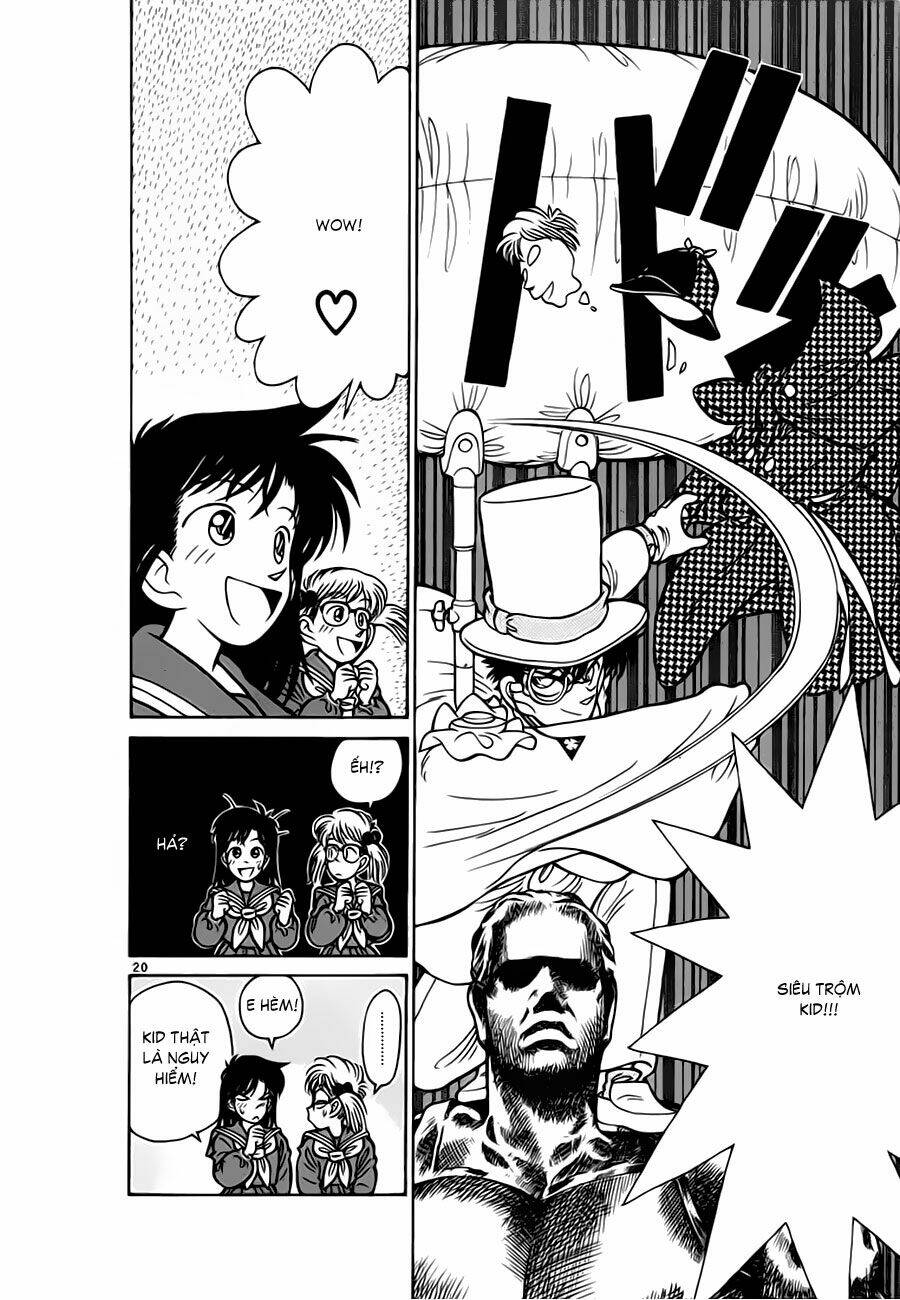 SIÊU TRỘM
KID!!!
WOW!
ẾH!?
HẢ?
20
..........
E HÈM!
KID THẬT
LÀ NGUY
HIỂM!